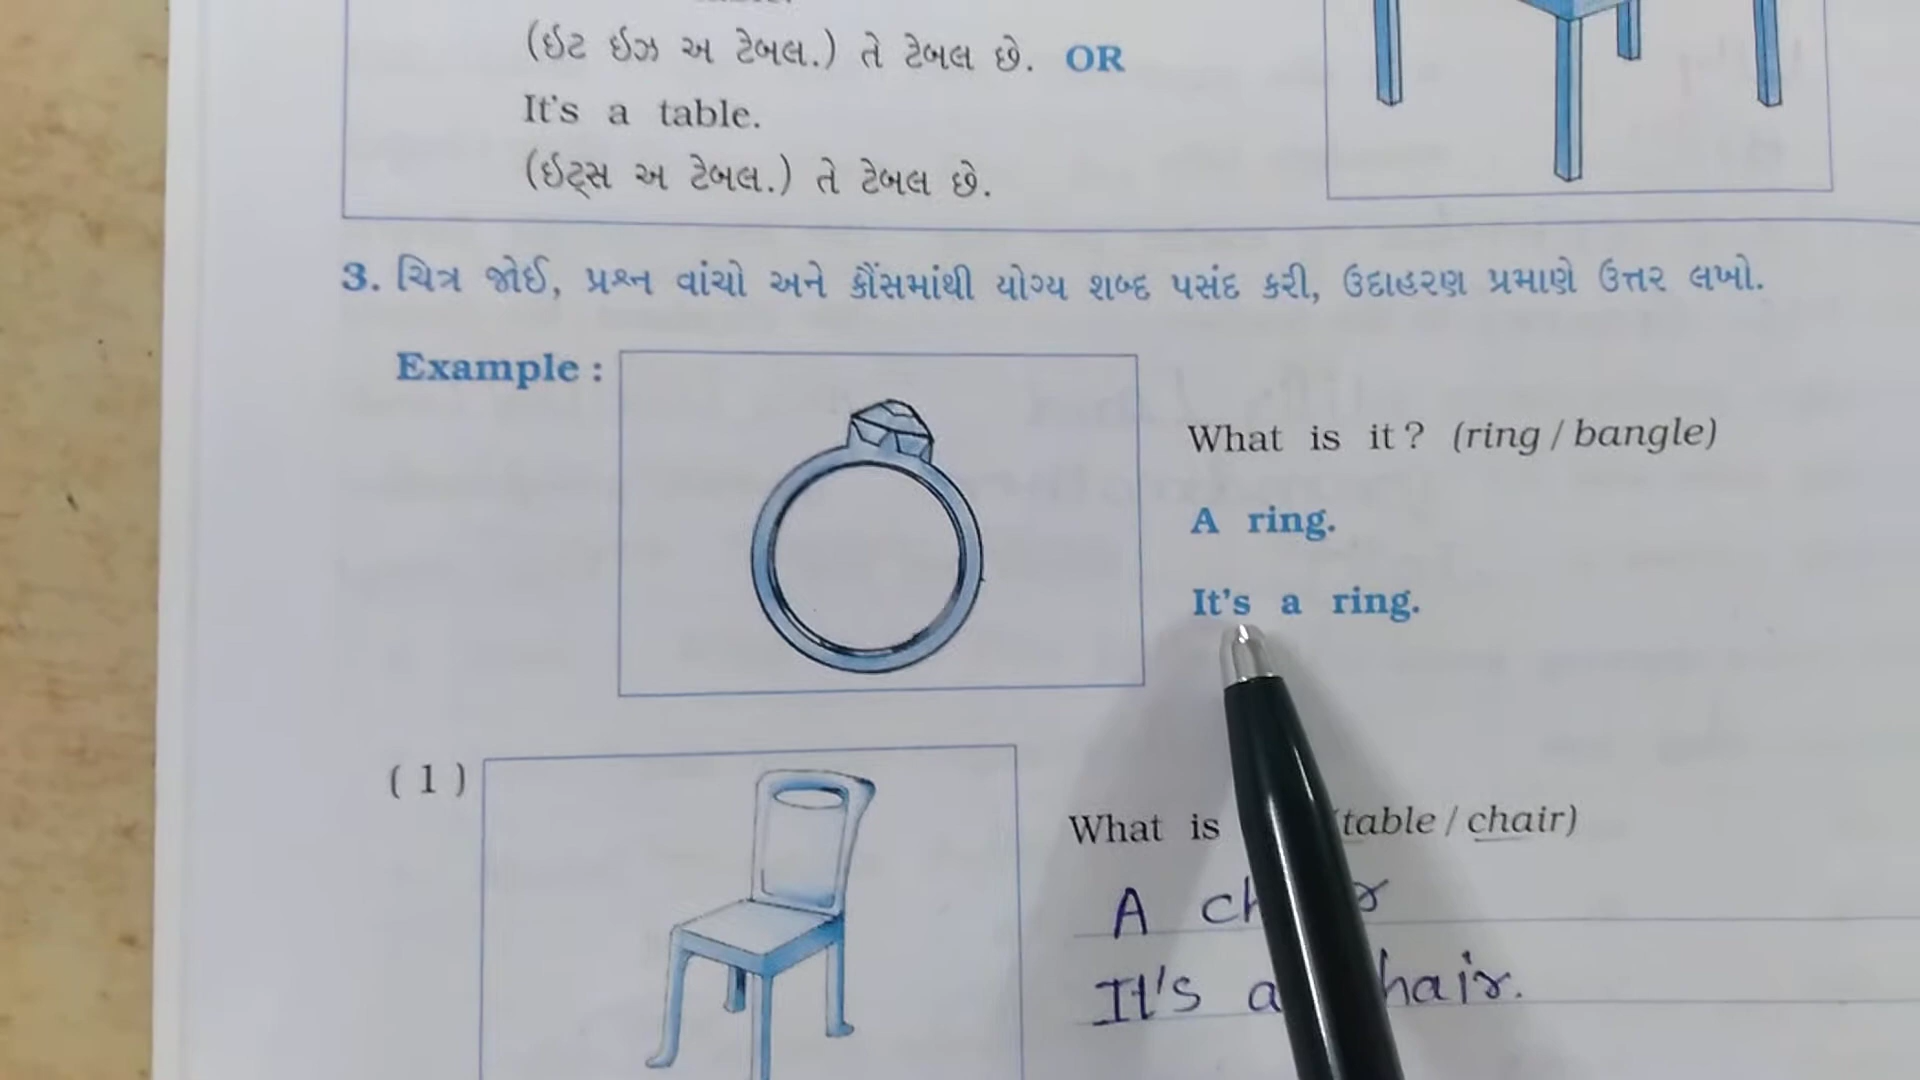 (ઇટ ઇઝ અ ટેબલ.) તે ટેબલ છે. OR
It's a table.
(ઇટ્સ અ ટેબલ.) તે ટેબલ છે.
3. ચિત્ર જોઈ, પ્રશ્ન વાંચો અને કૌંસમાંથી યોગ્ય શબ્દ પસંદ કરી, ઉદાહરણ પ્રમાણે ઉત્તર લખો.
Example :
What is it? (ring / bangle)
A ring.
It's a ring.
(1)
What is table / chair)
A
It's a